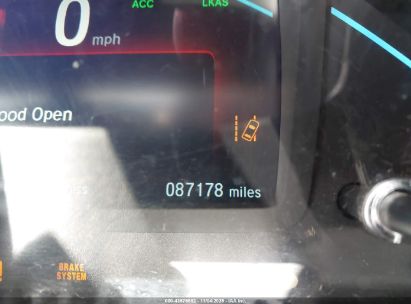 0 mph
ACC
LKAS
ood Open
087178 miles
BRAKE
SYSTEM